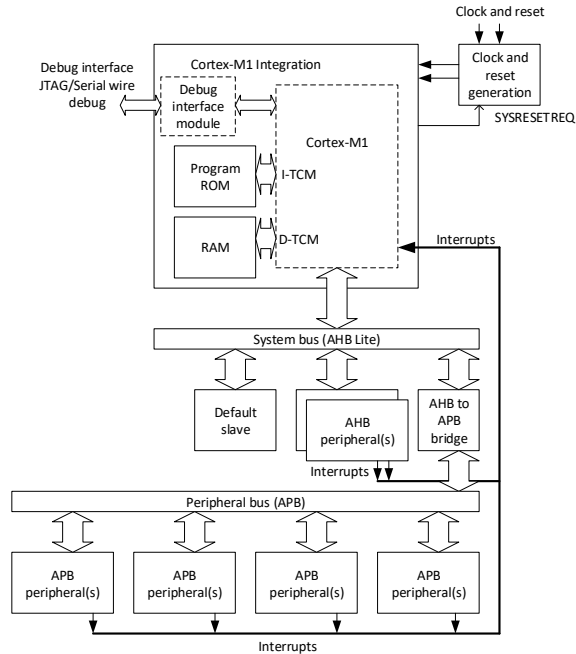 Clock and reset
Cortex-M1 Integration
Clock and
reset
generation
Debug interface
JTAG/Serial wire
debug
Debug
interface
module
SYSRESETREQ
Cortex-M1
Program
ROM
I-TCM
RAM
D-TCM
Interrupts
System bus (AHB Lite)
Default
slave
AHB
peripheral(s)
AHB to
APB
bridge
Interrupts
Peripheral bus (APB)
APB
peripheral(s)
APB
peripheral(s)
APB
peripheral(s)
APB
peripheral(s)
Interrupts